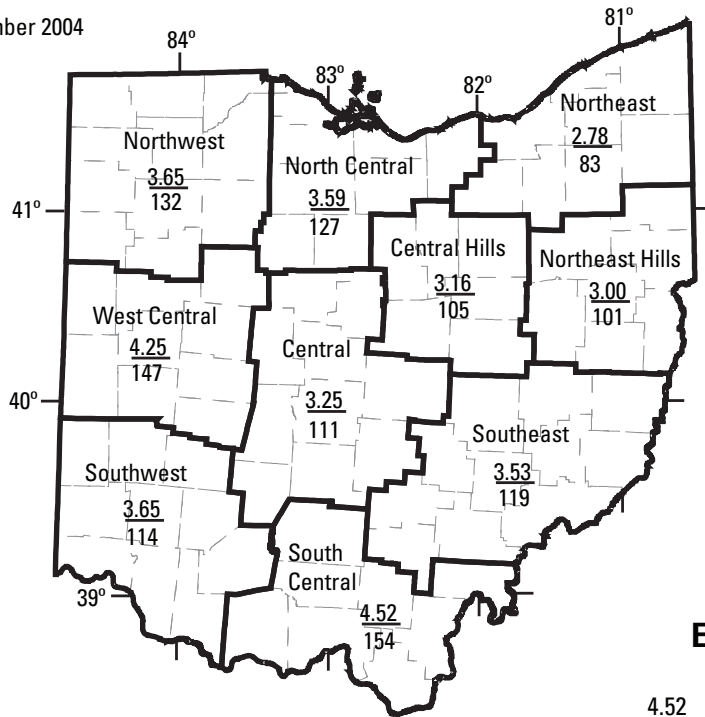 mber 2004
84º
83º
82º
81º
Northwest
3.65
132
North Central
3.59
127
Northeast
2.78
83
41º
Central Hills
3.16
105
Northeast Hills
3.00
101
West Central
4.25
147
Central
3.25
111
40º
Southeast
3.53
119
Southwest
3.65
114
South
Central
4.52
154
39º
E
4.52